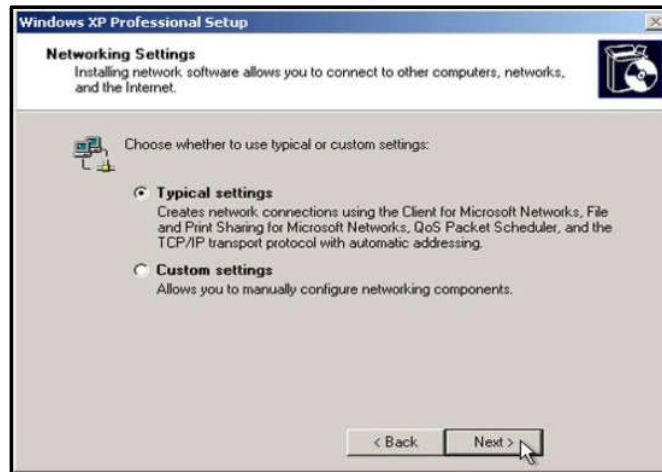 Windows XP Professional Setup
Networking Settings
Installing network software allows you to connect to other computers, networks,
and the Internet.
Choose whether to use typical or custom settings:
Typical settings
Creates network connections using the Client for Microsoft Networks, File
and Print Sharing for Microsoft Networks, QoS Packet Scheduler, and the
TCP/IP transport protocol with automatic addressing.
Custom settings
Allows you to manually configure networking components.
< Back
Next >